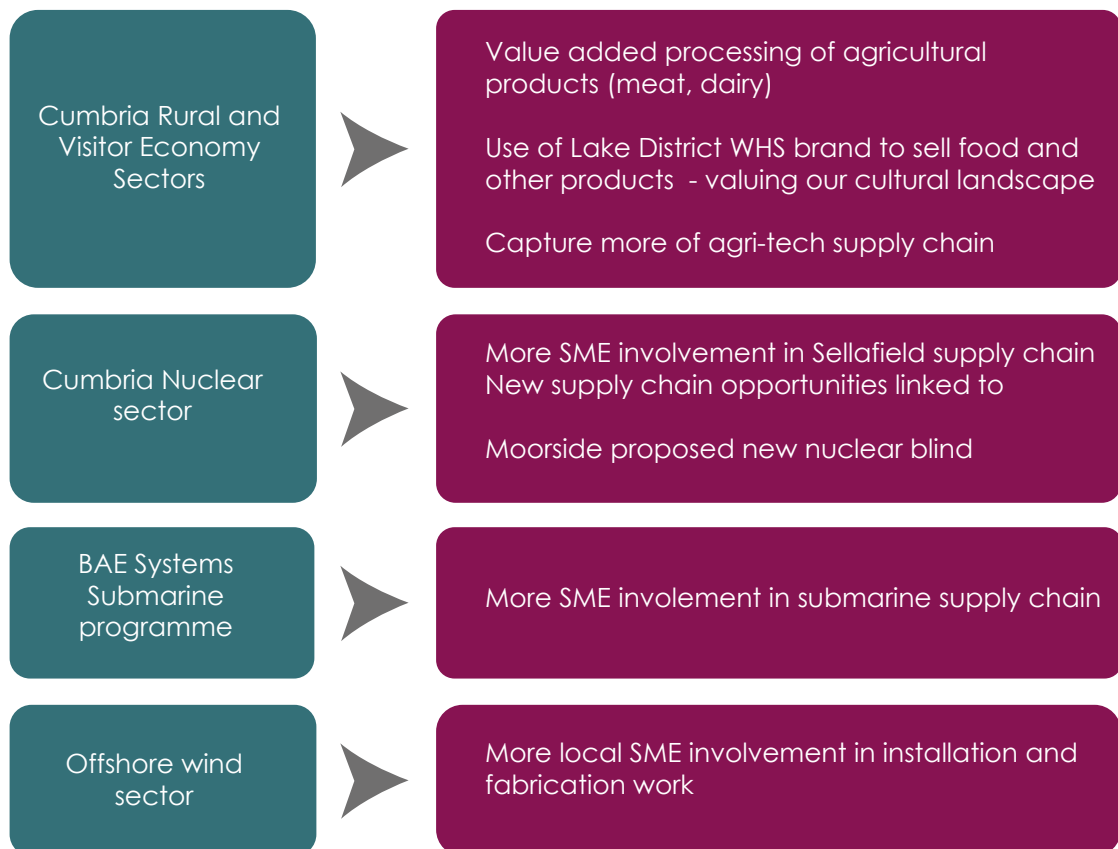 Cumbria Rural and
Visitor Economy
Sectors
Value added processing of agricultural
products (meat, dairy)
Use of Lake District WHS brand to sell food and
other products - valuing our cultural landscape
Capture more of agri-tech supply chain
Cumbria Nuclear
sector
More SME involvement in Sellafield supply chain
New supply chain opportunities linked to
Moorside proposed new nuclear blind
BAE Systems
Submarine
programme
More SME involement in submarine supply chain
Offshore wind
sector
More local SME involvement in installation and
fabrication work